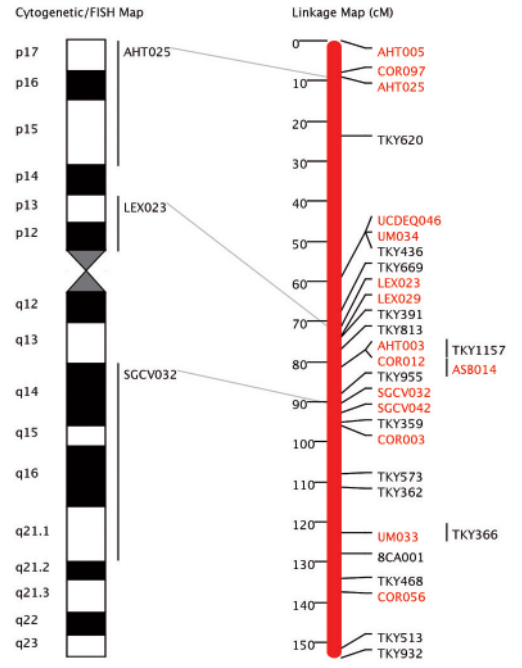 Cytogenetic/FISH Map
p17
p16
p15
p14
p13
p12
q12
q13
q14
q15
q16
q21.1
q21.2
q21.3
q22
q23
AHT025
LEX023
SGCV032
Linkage Map (cM)
0
10
20
30
40
50
60
70
80
90
100
110
120
130
140
150
AHT005
COR097
AHT025
TKY620
UCDEQ046
UM034
TKY436
TKY669
LEX023
LEX029
TKY391
TKY813
AHT003
COR012
TKY955
SGCV032
SGCV042
TKY359
COR003
TKY573
TKY362
UM033
8CA001
TKY468
COR056
TKY513
TKY932
TKY1157
ASB014
TKY366